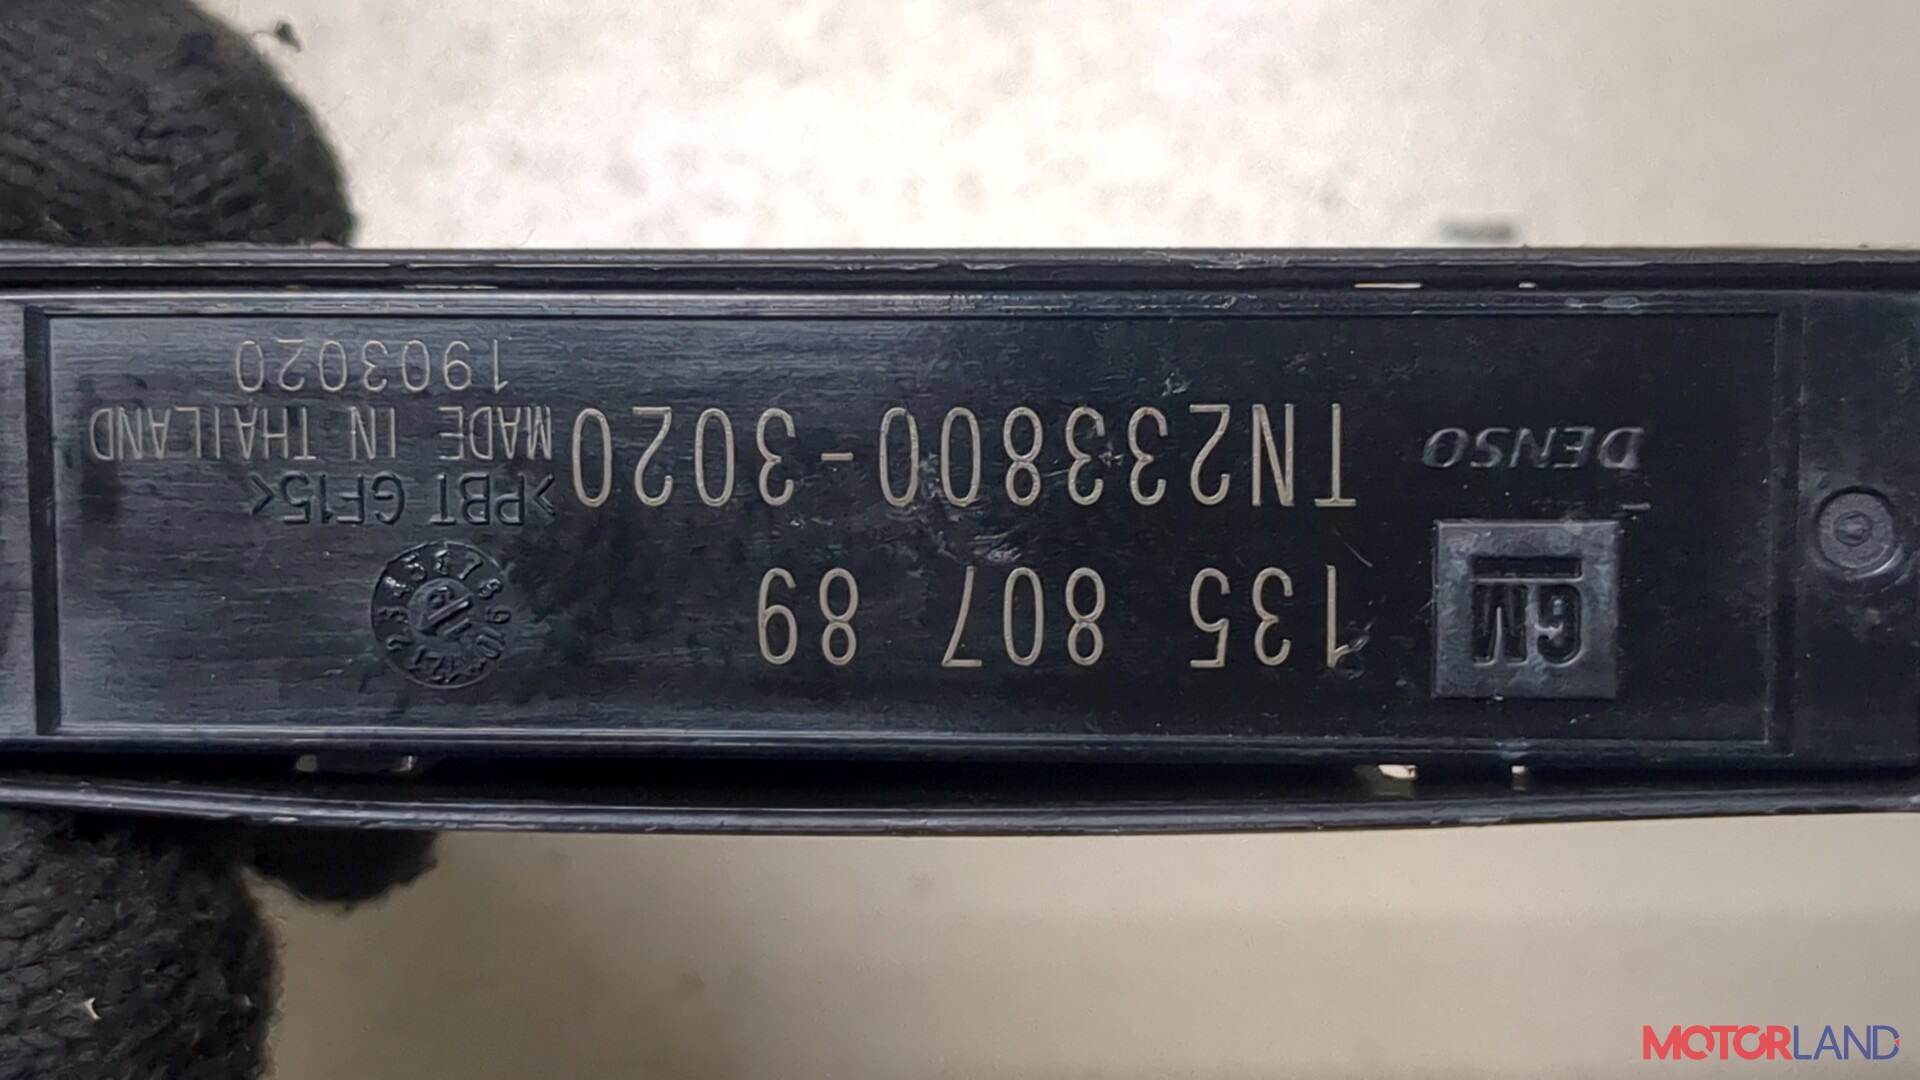 GM
135 807 89
DENSO
TN233800-3020
>PBT GF15<
MADE IN THAILAND
1903020
MOTORLAND